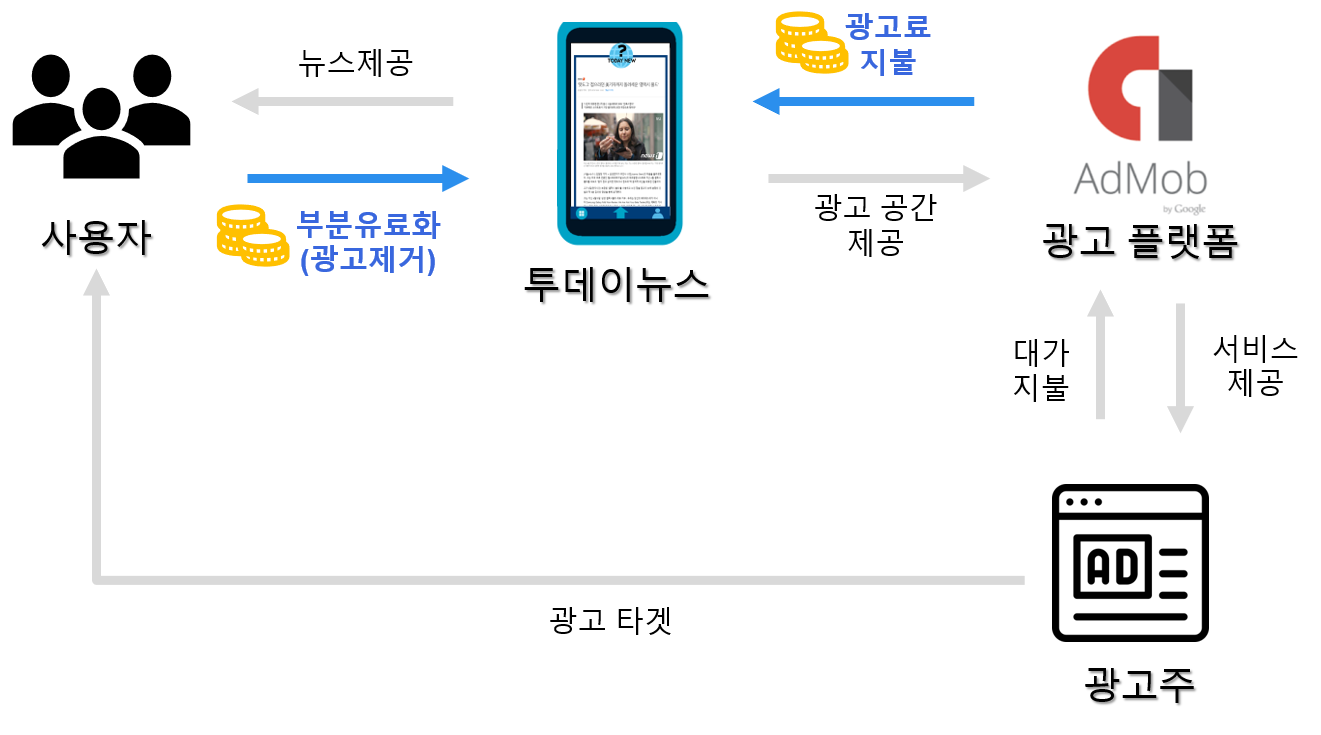 뉴스제공
광고료
지불
TODAY NEW
AdMob
by Google
사용자
부분유료화
(광고제거)
투데이뉴스
광고 공간
제공
광고 플랫폼
대가
지불
서비스
제공
AD
광고 타겟
광고주